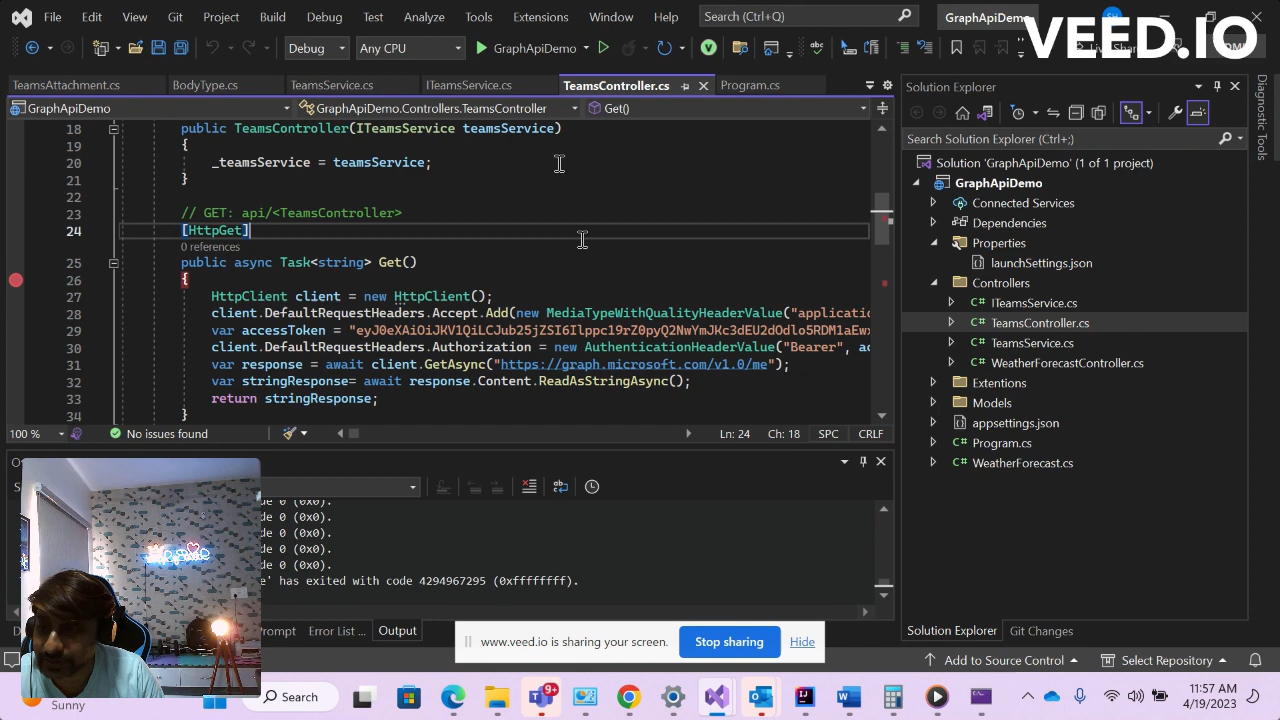 File Edit View Git Project Build Debug Test Analyze Tools Extensions Window Help Search (Ctrl+Q) GraphApiDemo SH
VEED.IO
Debug Any CPU GraphApiDemo
TeamsAttachment.cs BodyType.cs TeamsService.cs ITeamsService.cs TeamsController.cs Program.cs
GraphApiDemo GraphApiDemo.Controllers.TeamsController Get()
18 public TeamsController(ITeamsService teamsService)
19 {
20 _teamsService = teamsService;
21 }
22
23 // GET: api/<TeamsController>
24 [HttpGet]
0 references
25 public async Task<string> Get()
26 {
27 HttpClient client = new HttpClient();
28 client.DefaultRequestHeaders.Accept.Add(new MediaTypeWithQualityHeaderValue("applicatio
29 var accessToken = "eyJ0eXAiOiJKV1QiLCJub25jZSI6Ilppc19rZ0pyQ2NwYmJKc3dEU2dOdlo5RDM1aEwx
30 client.DefaultRequestHeaders.Authorization = new AuthenticationHeaderValue("Bearer", ac
31 var response = await client.GetAsync("https://graph.microsoft.com/v1.0/me");
32 var stringResponse= await response.Content.ReadAsStringAsync();
33 return stringResponse;
34 }
100 % No issues found Ln: 24 Ch: 18 SPC CRLF
de 0 (0x0).
de 0 (0x0).
de 0 (0x0).
de 0 (0x0).
de 0 (0x0).
e' has exited with code 4294967295 (0xffffffff).
Prompt Error List ... Output
Solution Explorer
Search Solution Explorer (Ctrl+;)
Solution 'GraphApiDemo' (1 of 1 project)
GraphApiDemo
Connected Services
Dependencies
Properties
launchSettings.json
Controllers
ITeamsService.cs
TeamsController.cs
TeamsService.cs
WeatherForecastController.cs
Extentions
Models
appsettings.json
Program.cs
WeatherForecast.cs
Solution Explorer Git Changes
Diagnostic Tools
www.veed.io is sharing your screen. Stop sharing Hide
Add to Source Control Select Repository
Sunny
Search
9+
11:57 AM
4/19/2023